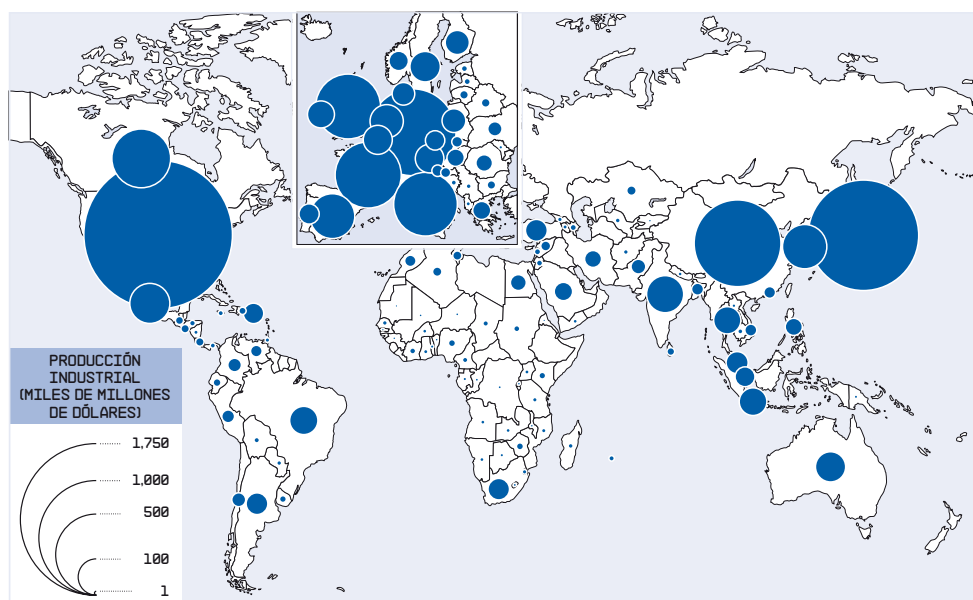 PRODUCCIÓN
INDUSTRIAL
(MILES DE MILLONES
DE DÓLARES)
1,750
1,000
500
100
1